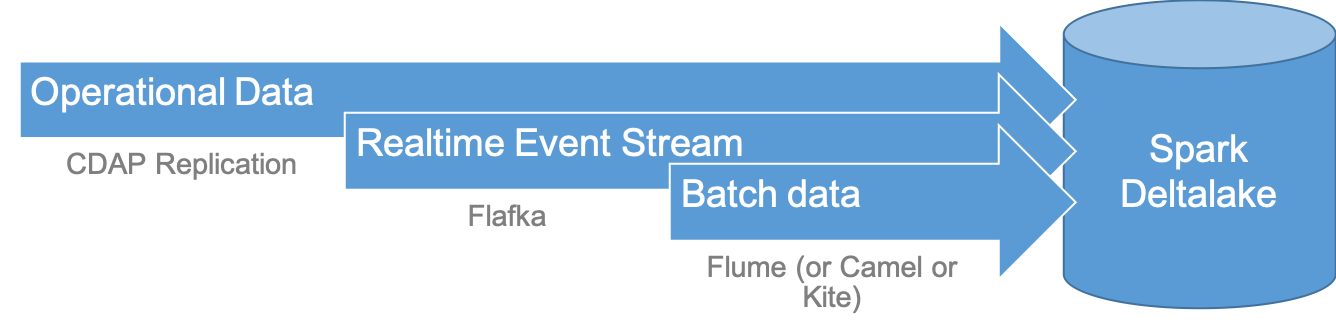 Operational Data
CDAP Replication
Realtime Event Stream
Flafka
Batch data
Flume (or Camel or
Kite)
Spark
Deltalake